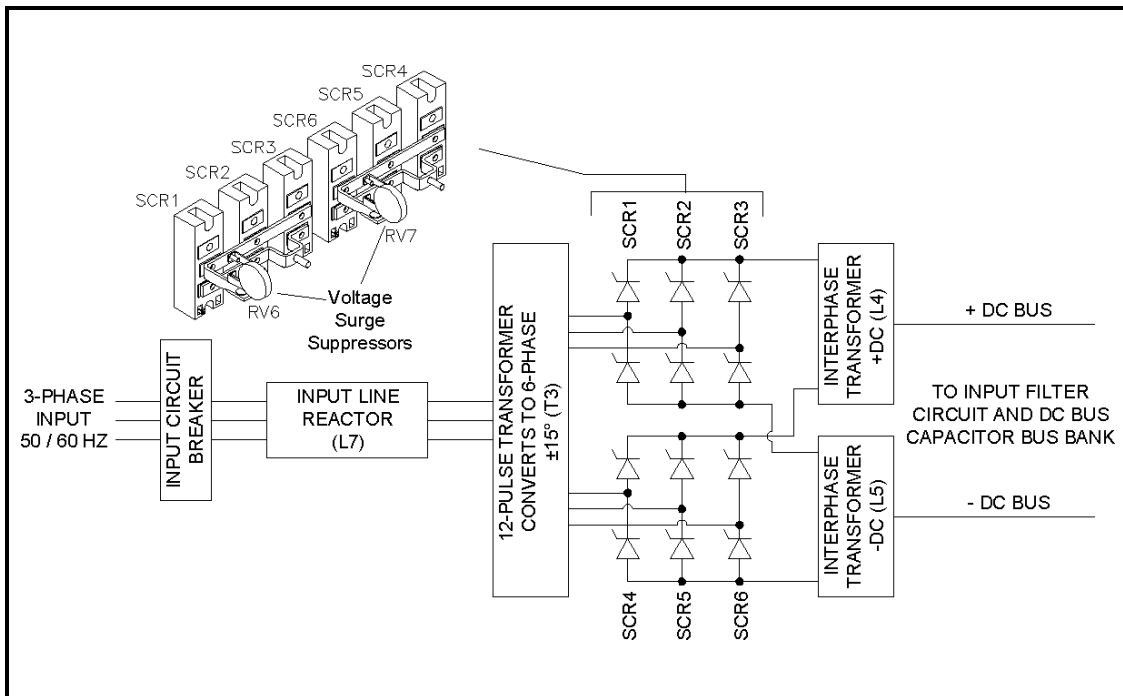 SCR4
SCR5
SCR6
SCR3
SCR2
SCR1
RV7
RV6
Voltage
Surge
Suppressors
SCR1
SCR2
SCR3
3-PHASE
INPUT
50 / 60 HZ
INPUT CIRCUIT
BREAKER
INPUT LINE
REACTOR
(L7)
12-PULSE TRANSFORMER
CONVERTS TO 6-PHASE
±15° (T3)
INTERPHASE
TRANSFORMER
+DC (L4)
+ DC BUS
TO INPUT FILTER
CIRCUIT AND DC BUS
CAPACITOR BUS BANK
INTERPHASE
TRANSFORMER
-DC (L5)
- DC BUS
SCR4
SCR5
SCR6